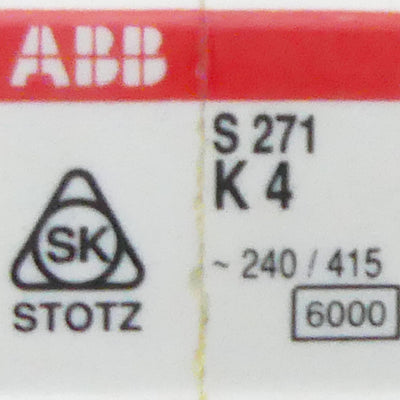 ABB
S 271
K 4
SK
STOTZ
~ 240 / 415
6000